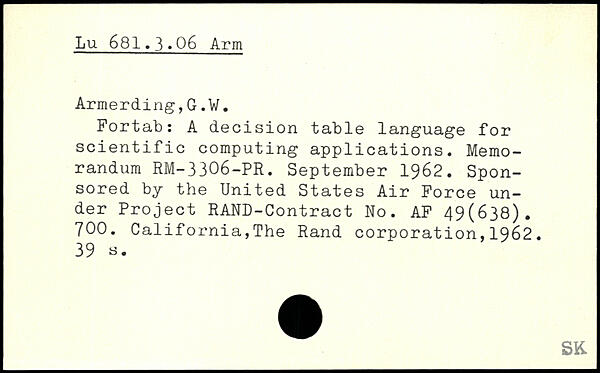 Lu 681.3.06 Arm
Armerding,G.W.
Fortab: A decision table language for
scientific computing applications. Memo-
randum RM-3306-PR. September 1962. Spon-
sored by the United States Air Force un-
der Project RAND-Contract No. AF 49(638).
700. California,The Rand corporation,1962.
39 s.
SK